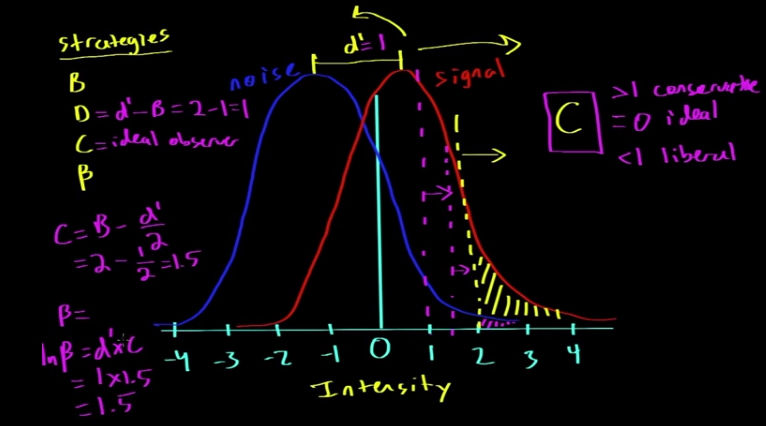 strategies
B
D = d' - B = 2 - 1 = 1
C = ideal observer
β
C = B - d'/2
= 2 - 1/2 = 1.5
β =
lnβ = d' x C
= 1 x 1.5
= 1.5
d' = 1
noise
signal
C
>1 conservative
= 0 ideal
<1 liberal
-4 -3 -2 -1 0 1 2 3 4
Intensity